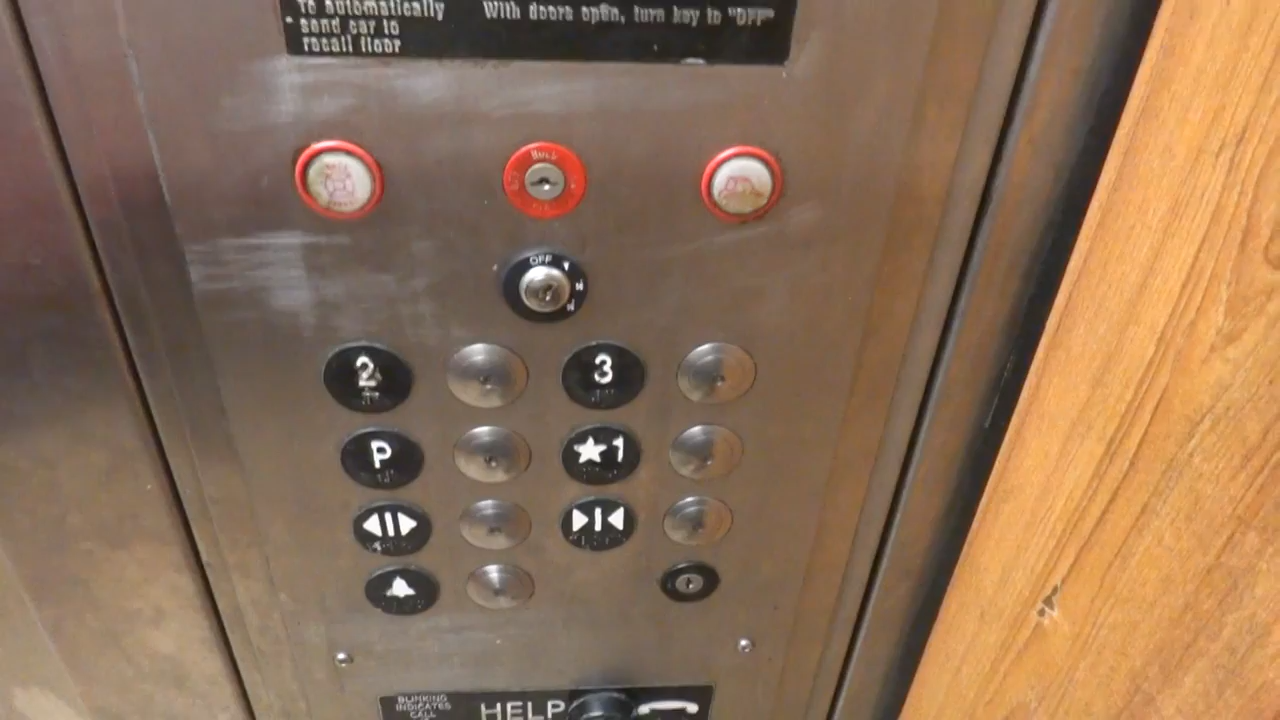 To automatically
send car to
recall floor
With doors open, turn key to "OFF"
HOLD
OFF
2 3
P ★1
BLINKING
INDICATES
CALL
HELP